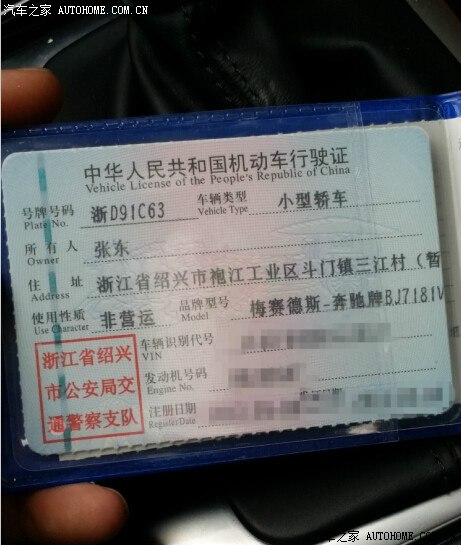 汽车之家 AUTOHOME.COM.CN
中华人民共和国机动车行驶证
Vehicle License of the People's Republic of China
号牌号码 浙D91C63 车辆类型 小型轿车
Plate No. Vehicle Type
所有人 张东
Owner
住址 浙江省绍兴市袍江工业区斗门镇三江村（暂
Address
使用性质 非营运 品牌型号 梅赛德斯-奔驰牌BJ7181V
Use Character Model
浙江省绍兴
市公安局交
通警察支队
车辆识别代号
VIN
发动机号码
Engine No.
注册日期
Register Date
汽车之家 AUTOHOME.COM.CN